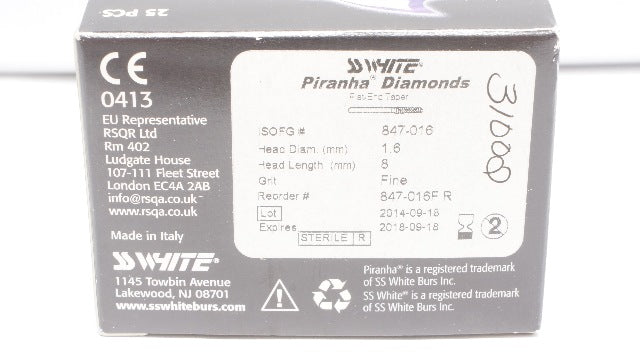 25 PCS
CE
0413
EU Representative
RSQR Ltd
Rm 402
Ludgate House
107-111 Fleet Street
London EC4A 2AB
info@rsqa.co.uk
www.rsqa.co.uk
Made in Italy
SS WHITE®
1145 Towbin Avenue
Lakewood, NJ 08701
www.sswhiteburs.com
SS WHITE®
Piranha® Diamonds
Flat End Taper
ISO FG # 847-016
Head Diam. (mm) 1.6
Head Length (mm) 8
Grit Fine
Reorder # 847-016F R
Lot 2014-09-18
Expires 2018-09-18
STERILE R
2
Piranha® is a registered trademark
of SS White Burs Inc.
SS White® is a registered trademark
of SS White Burs Inc.